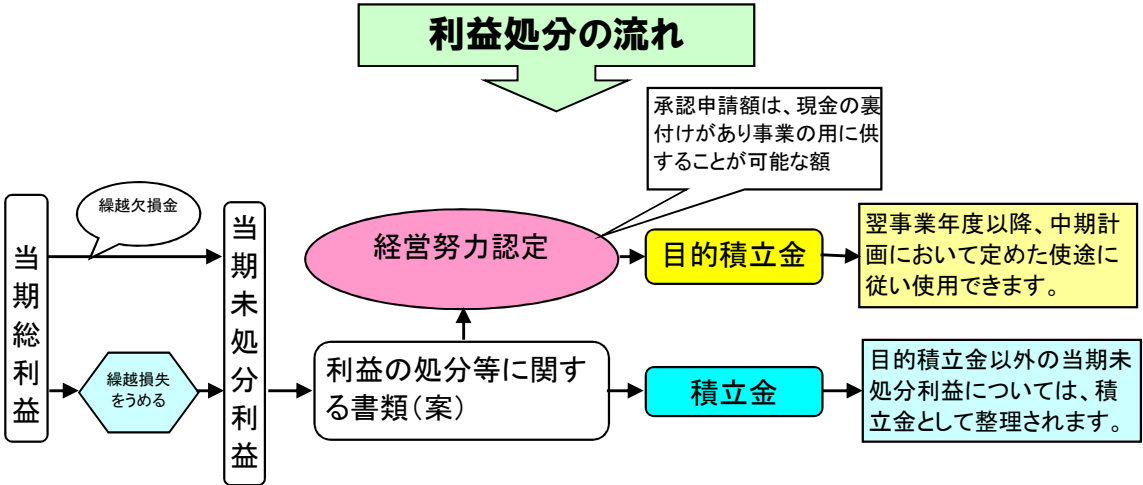 利益処分の流れ
承認申請額は、現金の裏
付けがあり事業の用に供
することが可能な額
当期総利益
繰越欠損金
繰越損失
をうめる
当期未処分利益
経営努力認定
目的積立金
翌事業年度以降、中期計
画において定めた使途に
従い使用できます。
利益の処分等に関す
る書類(案)
積立金
目的積立金以外の当期未
処分利益については、積
立金として整理されます。